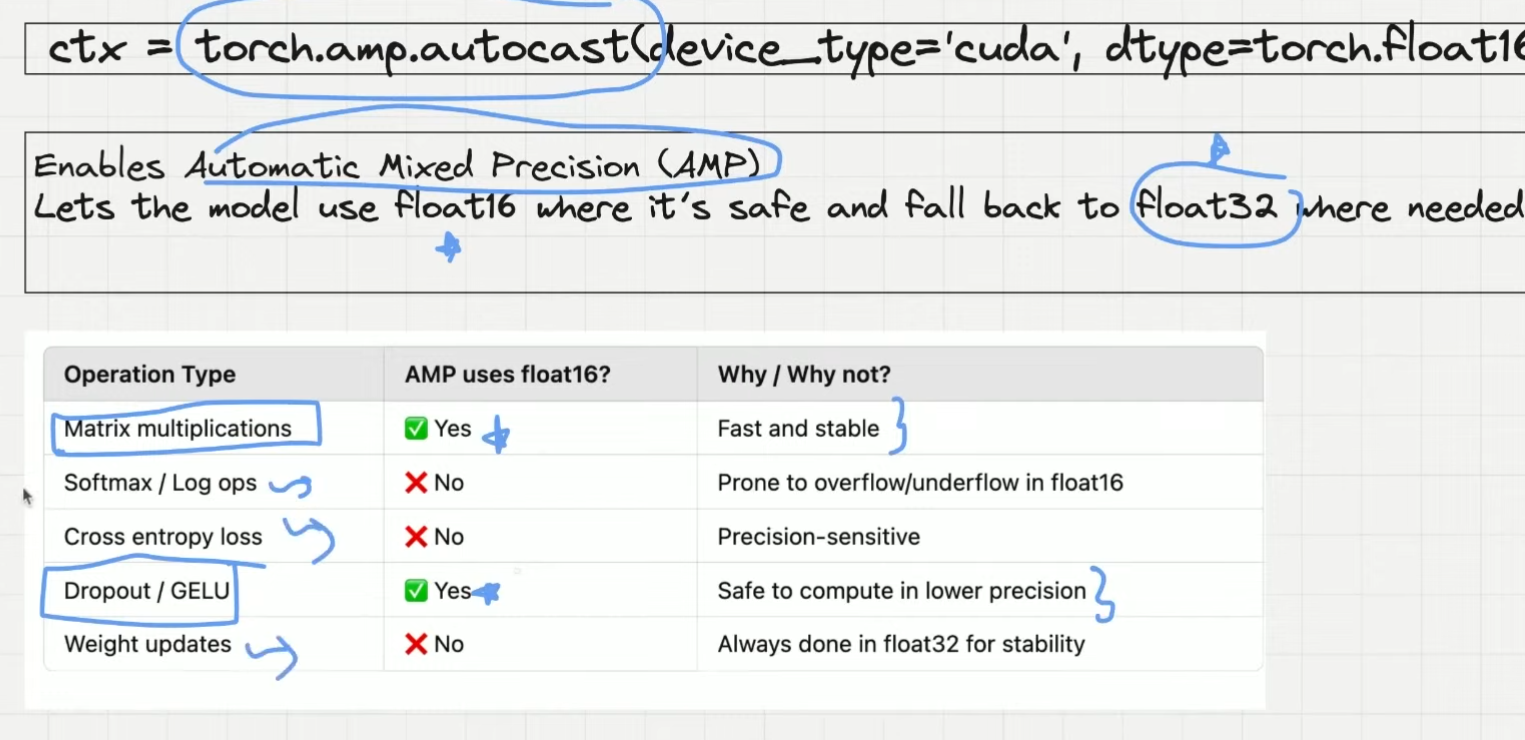 ctx = torch.amp.autocast(device_type='cuda', dtype=torch.float16
Enables Automatic Mixed Precision (AMP)
Lets the model use float16 where it's safe and fall back to float32 where needed
Operation Type AMP uses float16? Why / Why not?
Matrix multiplications ✅ Yes Fast and stable
Softmax / Log ops ❌ No Prone to overflow/underflow in float16
Cross entropy loss ❌ No Precision-sensitive
Dropout / GELU ✅ Yes Safe to compute in lower precision
Weight updates ❌ No Always done in float32 for stability